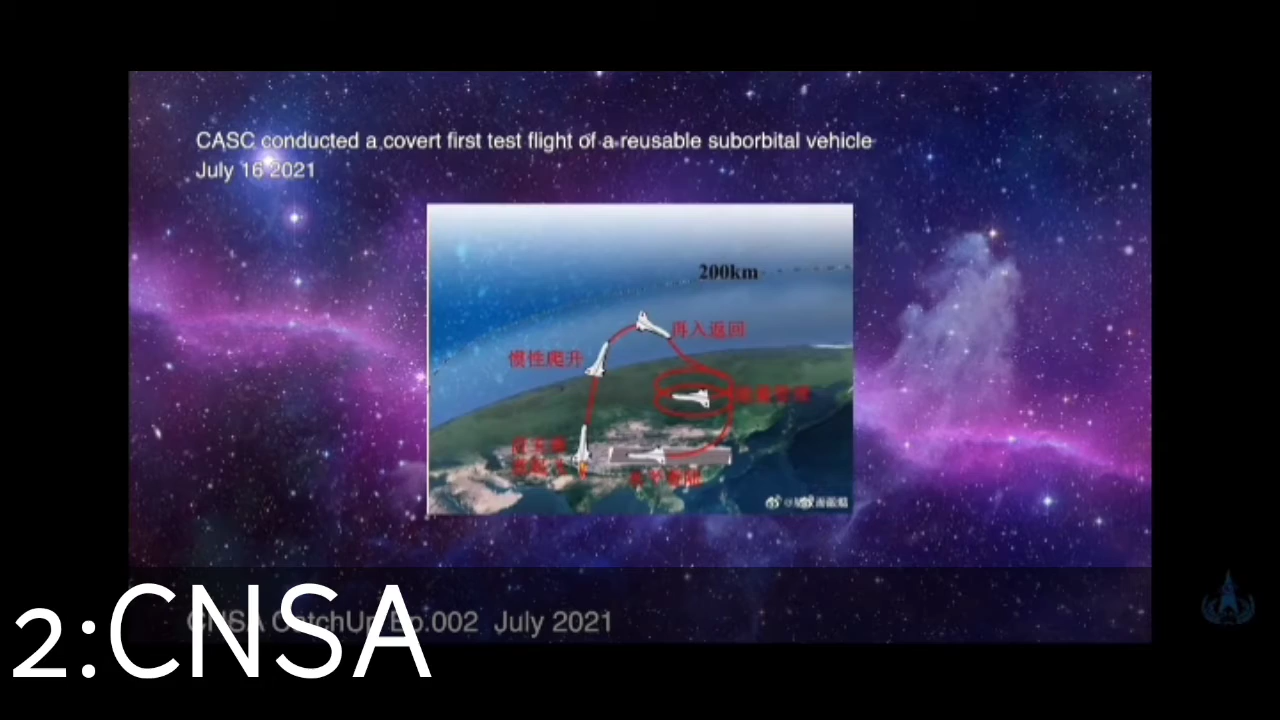 CASC conducted a covert first test flight of a reusable suborbital vehicle
July 16 2021
200km
再入返回
惯性爬升
CNSA CatchUp Ep.002 July 2021
2:CNSA